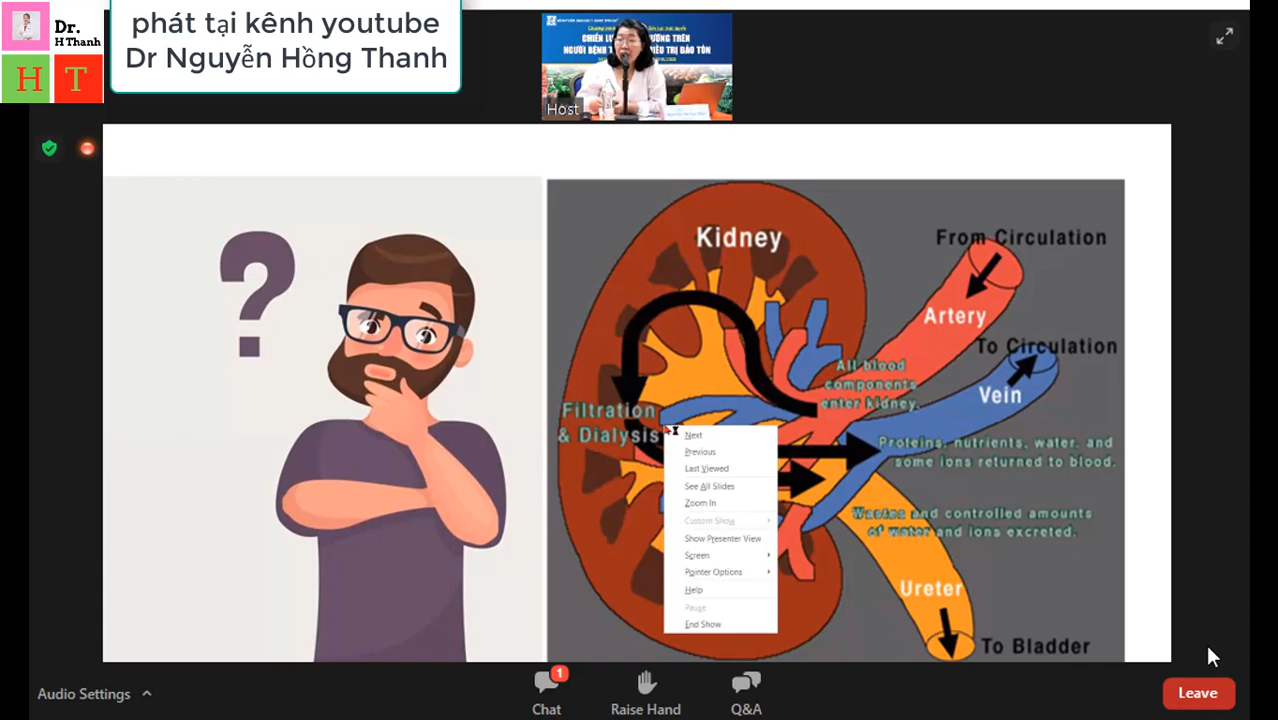 Dr.
H Thanh
H T
phát tại kênh youtube
Dr Nguyễn Hồng Thanh
NGƯỜI BỆNH
Host
?
Kidney
From Circulation
Artery
To Circulation
All blood
components
enter kidney.
Vein
Filtration
& Dialysis
Proteins, nutrients, water, and
some ions returned to blood.
Wastes and controlled amounts
of water and ions excreted.
Ureter
To Bladder
Next
Previous
Last Viewed
See All Slides
Zoom In
Custom Show
Show Presenter View
Screen
Pointer Options
Help
Pause
End Show
Audio Settings
1
Chat
Raise Hand
Q&A
Leave